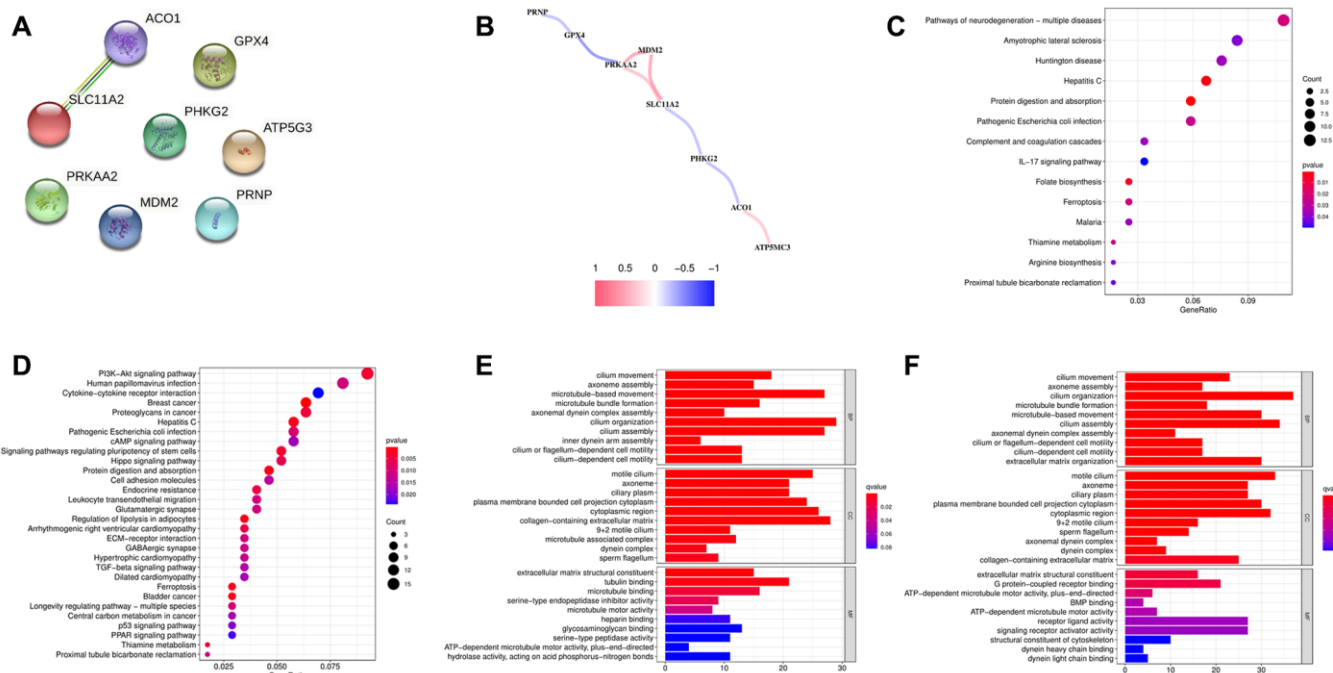 A
ACO1
GPX4
SLC11A2
PHKG2
ATP5G3
PRKAA2
MDM2
PRNP
B
PRNP
GPX4
MDM2
PRKAA2
SLC11A2
PHKG2
ACO1
ATP5MC3
1 0.5 0 −0.5 −1
C
Pathways of neurodegeneration − multiple diseases
Amyotrophic lateral sclerosis
Huntington disease
Hepatitis C
Protein digestion and absorption
Pathogenic Escherichia coli infection
Complement and coagulation cascades
IL−17 signaling pathway
Folate biosynthesis
Ferroptosis
Malaria
Thiamine metabolism
Arginine biosynthesis
Proximal tubule bicarbonate reclamation
0.03 0.06 0.09
GeneRatio
Count
2.5
5.0
7.5
10.0
12.5
pvalue
0.01
0.02
0.03
0.04
D
PI3K−Akt signaling pathway
Human papillomavirus infection
Cytokine−cytokine receptor interaction
Breast cancer
Proteoglycans in cancer
Hepatitis C
Pathogenic Escherichia coli infection
cAMP signaling pathway
Signaling pathways regulating pluripotency of stem cells
Hippo signaling pathway
Protein digestion and absorption
Cell adhesion molecules
Endocrine resistance
Leukocyte transendothelial migration
Glutamatergic synapse
Regulation of lipolysis in adipocytes
Arrhythmogenic right ventricular cardiomyopathy
ECM−receptor interaction
GABAergic synapse
Hypertrophic cardiomyopathy
TGF−beta signaling pathway
Dilated cardiomyopathy
Ferroptosis
Bladder cancer
Longevity regulating pathway − multiple species
Central carbon metabolism in cancer
p53 signaling pathway
PPAR signaling pathway
Thiamine metabolism
Proximal tubule bicarbonate reclamation
0.025 0.050 0.075
pvalue
0.005
0.010
0.015
0.020
Count
3
6
9
12
15
E
cilium movement
axoneme assembly
microtubule−based movement
microtubule bundle formation
axonemal dynein complex assembly
cilium organization
cilium assembly
inner dynein arm assembly
cilium or flagellum−dependent cell motility
cilium−dependent cell motility
BP
motile cilium
axoneme
ciliary plasm
plasma membrane bounded cell projection cytoplasm
cytoplasmic region
collagen−containing extracellular matrix
9+2 motile cilium
microtubule associated complex
dynein complex
sperm flagellum
CC
extracellular matrix structural constituent
tubulin binding
microtubule binding
serine−type endopeptidase inhibitor activity
microtubule motor activity
heparin binding
glycosaminoglycan binding
serine−type peptidase activity
ATP−dependent microtubule motor activity, plus−end−directed
hydrolase activity, acting on acid phosphorus−nitrogen bonds
MF
0 10 20 30
qvalue
0.02
0.04
0.06
0.08
F
cilium movement
axoneme assembly
cilium organization
microtubule bundle formation
microtubule−based movement
cilium assembly
axonemal dynein complex assembly
cilium or flagellum−dependent cell motility
cilium−dependent cell motility
extracellular matrix organization
BP
motile cilium
axoneme
ciliary plasm
plasma membrane bounded cell projection cytoplasm
cytoplasmic region
9+2 motile cilium
sperm flagellum
axonemal dynein complex
dynein complex
collagen−containing extracellular matrix
CC
extracellular matrix structural constituent
G protein−coupled receptor binding
ATP−dependent microtubule motor activity, plus−end−directed
BMP binding
ATP−dependent microtubule motor activity
receptor ligand activity
signaling receptor activator activity
structural constituent of cytoskeleton
dynein heavy chain binding
dynein light chain binding
MF
0 10 20 30